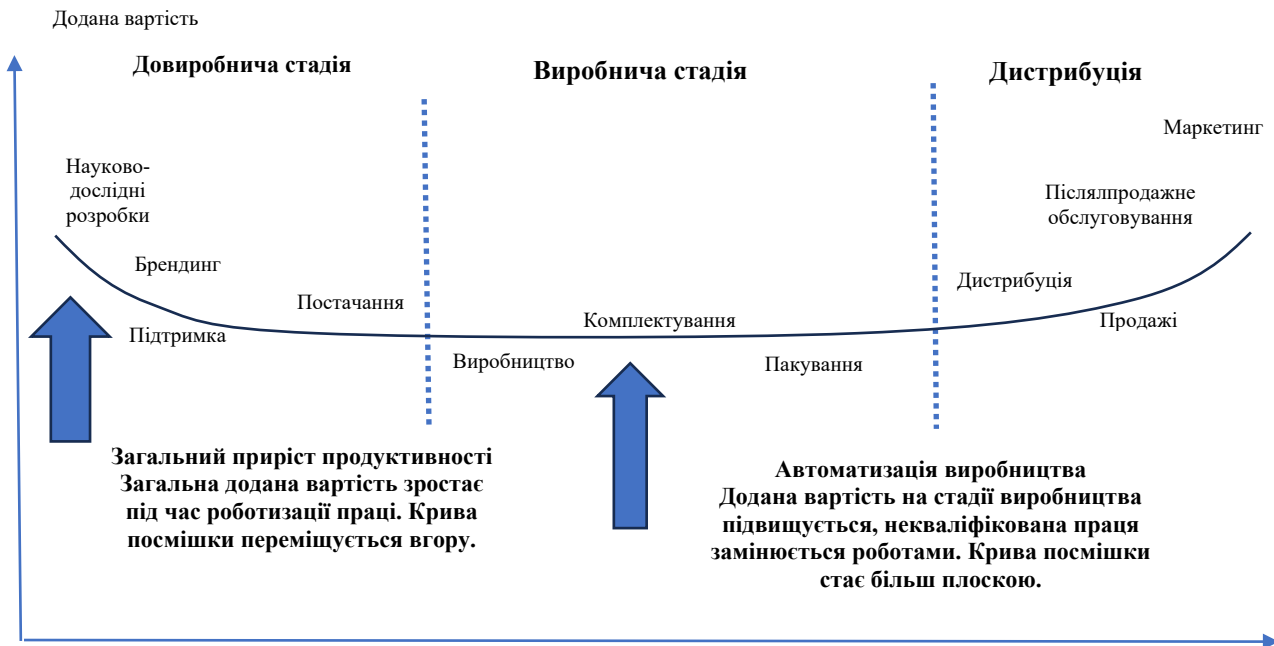 Додана вартість
Довиробнича стадія
Виробнича стадія
Дистрибуція
Маркетинг
Науково-
дослідні
розробки
Післялпродажне
обслуговування
Брендинг
Дистрибуція
Постачання
Підтримка
Комплектування
Продажі
Виробництво
Пакування
Загальний приріст продуктивності
Загальна додана вартість зростає
під час роботизації праці. Крива
посмішки переміщується вгору.
Автоматизація виробництва
Додана вартість на стадії виробництва
підвищується, некваліфікована праця
замінюється роботами. Крива посмішки
стає більш плоскою.